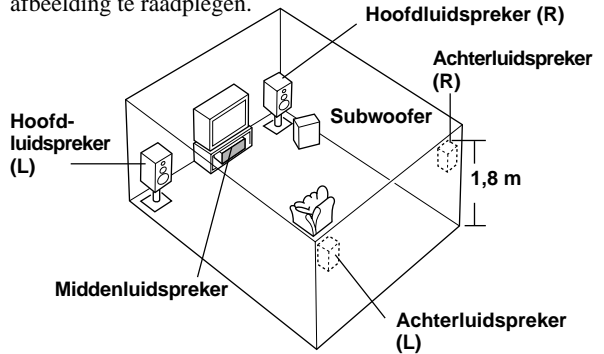 afbeelding te raadplegen.
Hoofdluidspreker (R)
Achterluidspreker
(R)
Subwoofer
Hoofd-
luidspreker
(L)
1,8 m
Middenluidspreker
Achterluidspreker
(L)